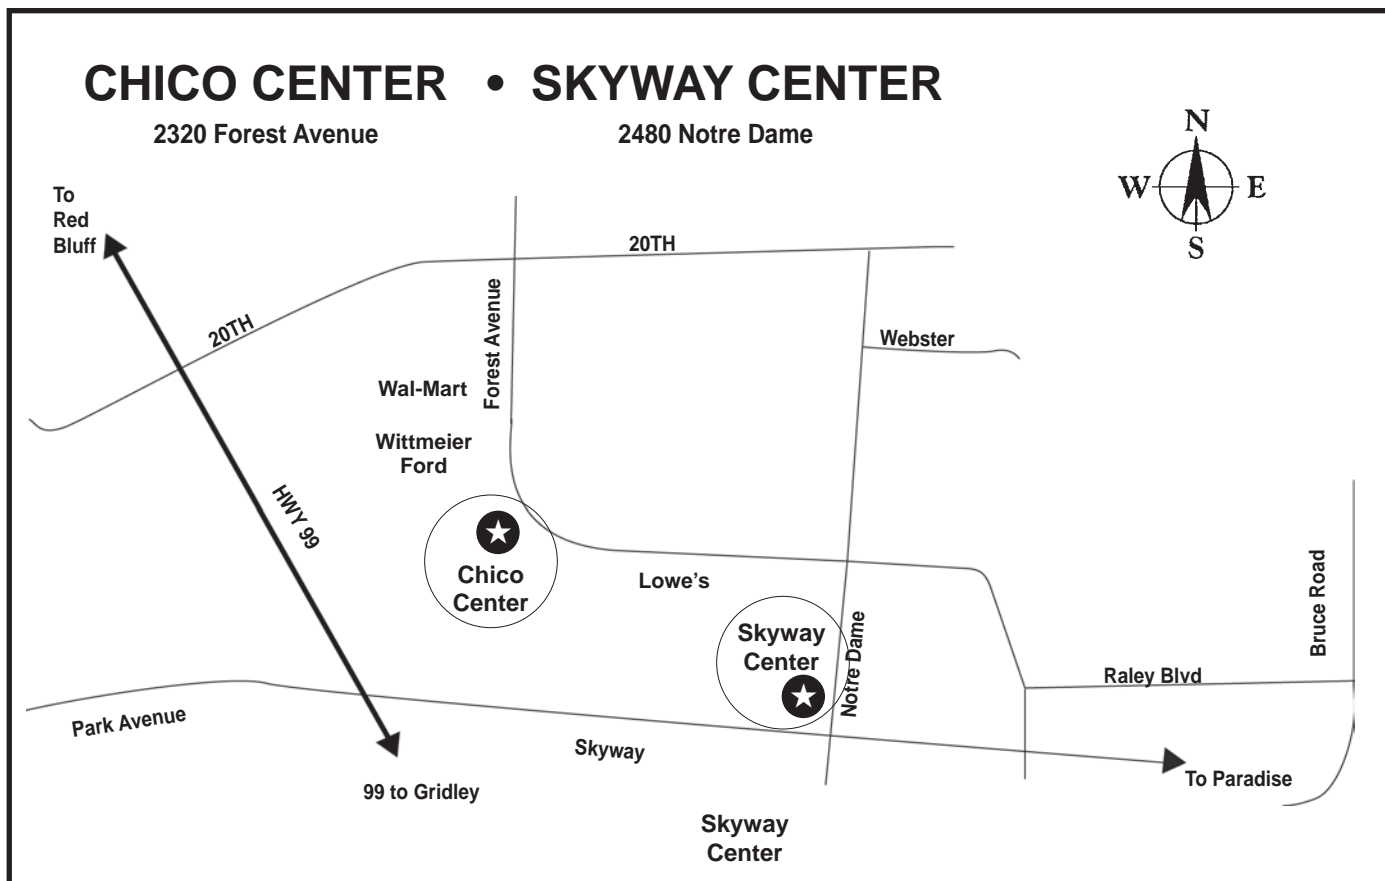 CHICO CENTER • SKYWAY CENTER
2320 Forest Avenue
2480 Notre Dame
N
W
E
S
To
Red
Bluff
20TH
20TH
Forest Avenue
Webster
Wal-Mart
Wittmeier
Ford
HWY 99
Chico
Center
Lowe's
Skyway
Center
Notre Dame
Bruce Road
Raley Blvd
Park Avenue
Skyway
To Paradise
99 to Gridley
Skyway
Center